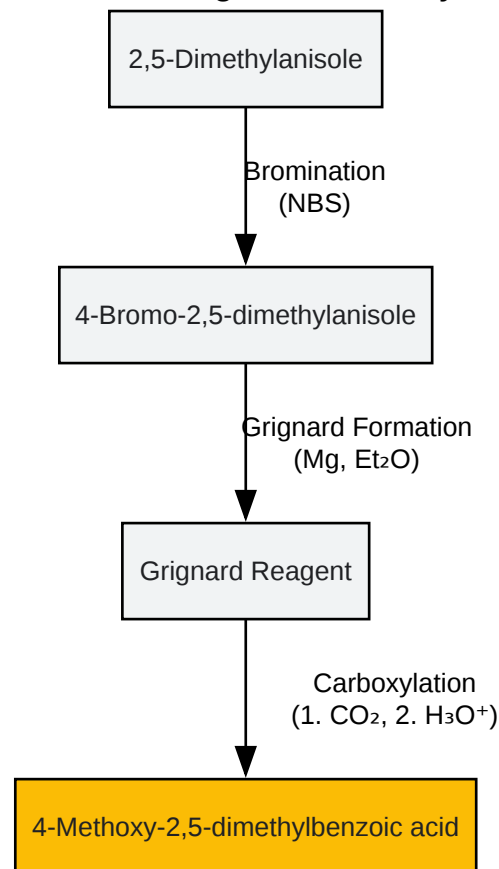 2,5-Dimethylanisole
Bromination
(NBS)
4-Bromo-2,5-dimethylanisole
Grignard Formation
(Mg, Et₂O)
Grignard Reagent
Carboxylation
(1. CO₂, 2. H₃O⁺)
4-Methoxy-2,5-dimethylbenzoic acid